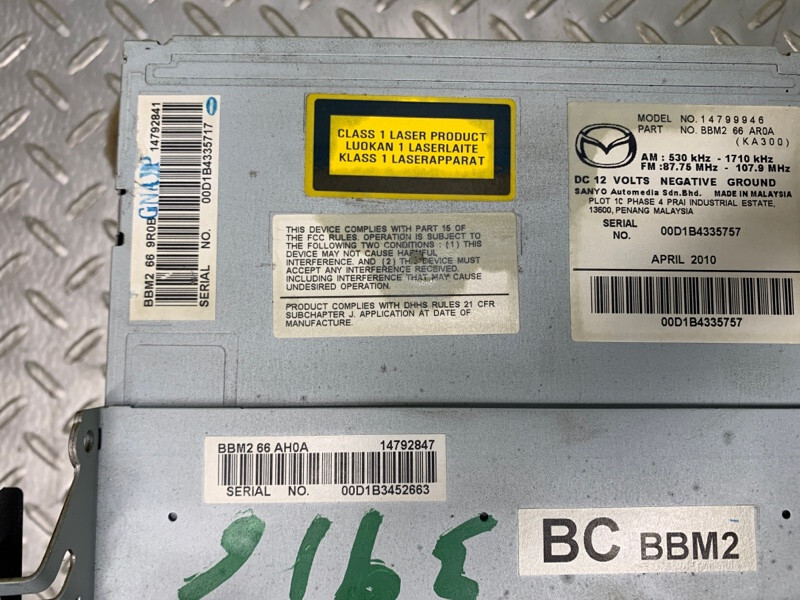 BBM2 66 9R0B 14792841
SERIAL NO. 00D1B4335717
CLASS 1 LASER PRODUCT
LUOKAN 1 LASERLAITE
KLASS 1 LASERAPPARAT
THIS DEVICE COMPLIES WITH PART 15 OF
THE FCC RULES. OPERATION IS SUBJECT TO
THE FOLLOWING TWO CONDITIONS : (1) THIS
DEVICE MAY NOT CAUSE HARMFUL
INTERFERENCE. AND (2) THIS DEVICE MUST
ACCEPT ANY INTERFERENCE RECEIVED.
INCLUDING INTERFERENCE THAT MAY CAUSE
UNDESIRED OPERATION.
PRODUCT COMPLIES WITH DHHS RULES 21 CFR
SUBCHAPTER J. APPLICATION AT DATE OF
MANUFACTURE.
MODEL NO. 14799946
PART NO. BBM2 66 AR0A
(KA300)
AM : 530 kHz - 1710 kHz
FM : 87.75 MHz - 107.9 MHz
DC 12 VOLTS NEGATIVE GROUND
SANYO Automedia Sdn.Bhd. MADE IN MALAYSIA
PLOT 10 PHASE 4 PRAI INDUSTRIAL ESTATE,
13600, PENANG MALAYSIA
SERIAL
NO. 00D1B4335757
APRIL 2010
00D1B4335757
BBM2 66 AH0A 14792847
SERIAL NO. 00D1B3452663
BC BBM2